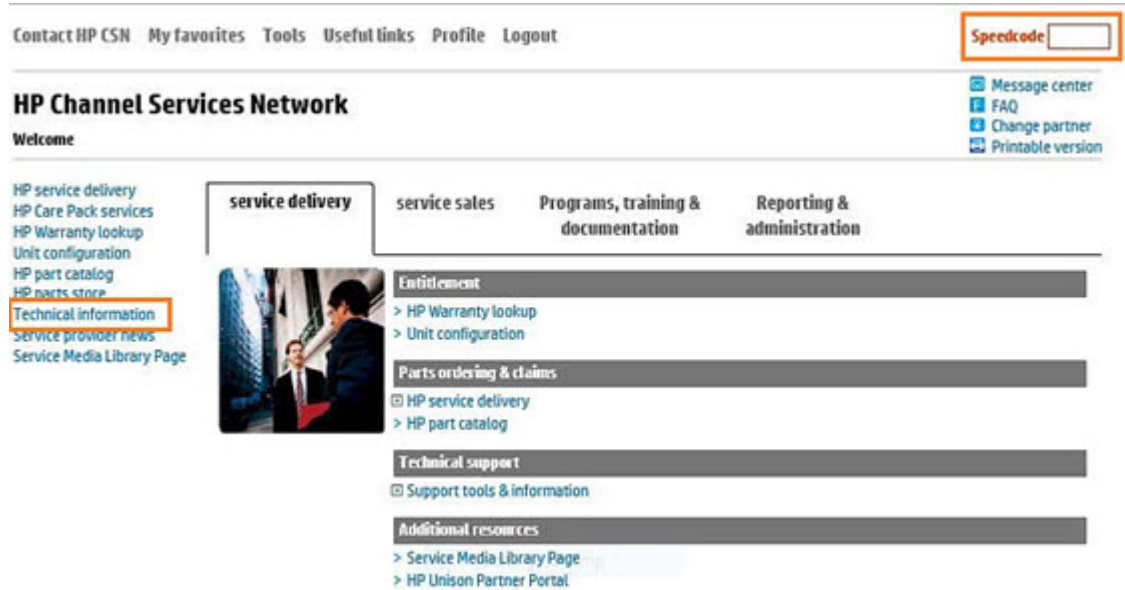 Contact HP CSN My favorites Tools Useful links Profile Logout
Speedcode
Message center
FAQ
Change partner
Printable version
HP Channel Services Network
Welcome
HP service delivery
HP Care Pack services
HP Warranty lookup
Unit configuration
HP part catalog
HP parts store
Technical information
Service provider news
Service Media Library Page
service delivery
service sales
Programs, training &
documentation
Reporting &
administration
Entitlement
> HP Warranty lookup
> Unit configuration
Parts ordering & claims
HP service delivery
> HP part catalog
Technical support
Support tools & information
Additional resources
> Service Media Library Page
> HP Unison Partner Portal